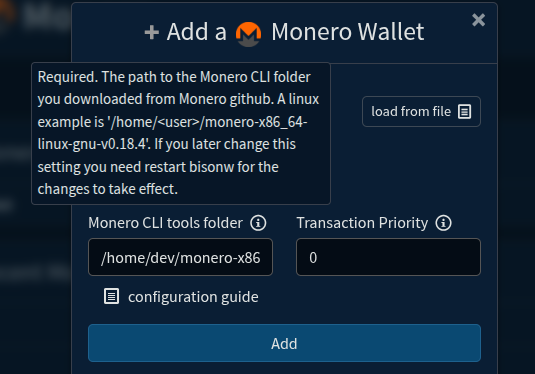 + Add a Monero Wallet
Required. The path to the Monero CLI folder
you downloaded from Monero github. A linux
example is '/home/<user>/monero-x86_64-
linux-gnu-v0.18.4'. If you later change this
setting you need restart bisonw for the
changes to take effect.
load from file
Monero CLI tools folder
Transaction Priority
/home/dev/monero-x86
0
configuration guide
Add